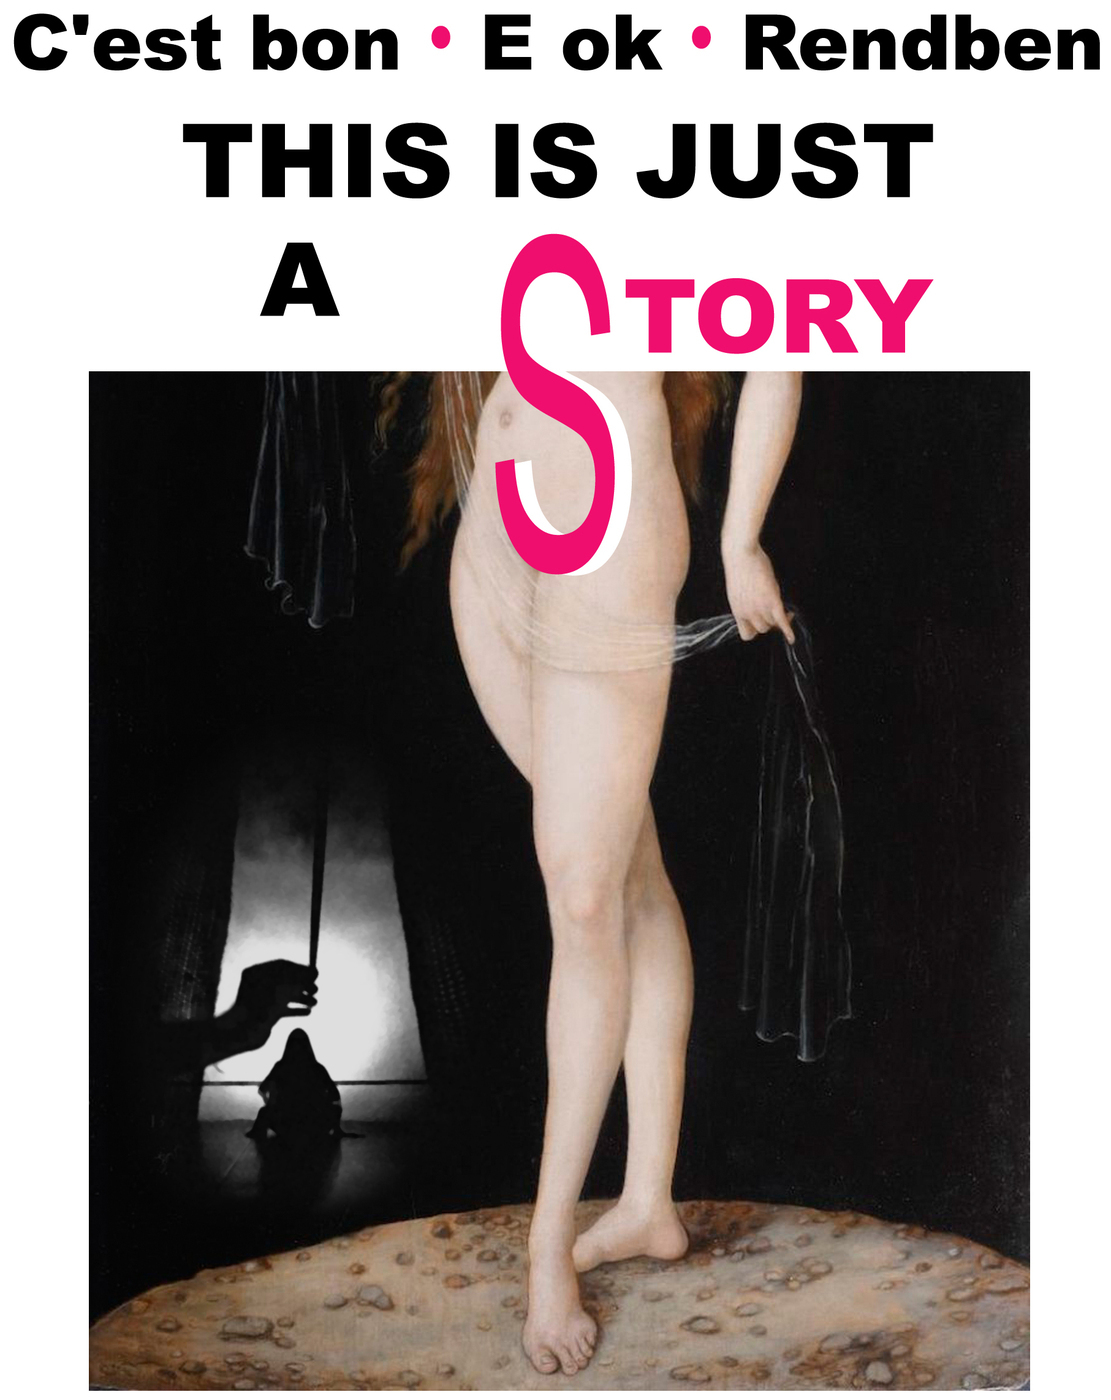 C'est bon • E ok • Rendben
THIS IS JUST
A STORY